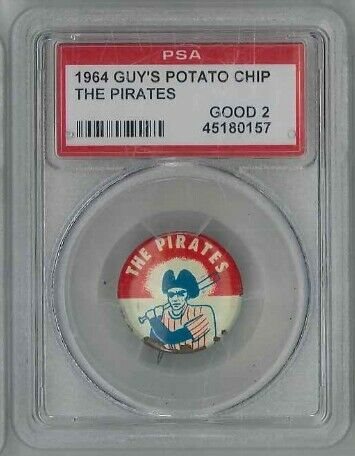 PSA
1964 GUY'S POTATO CHIP
THE PIRATES
GOOD 2
45180157
THE PIRATES